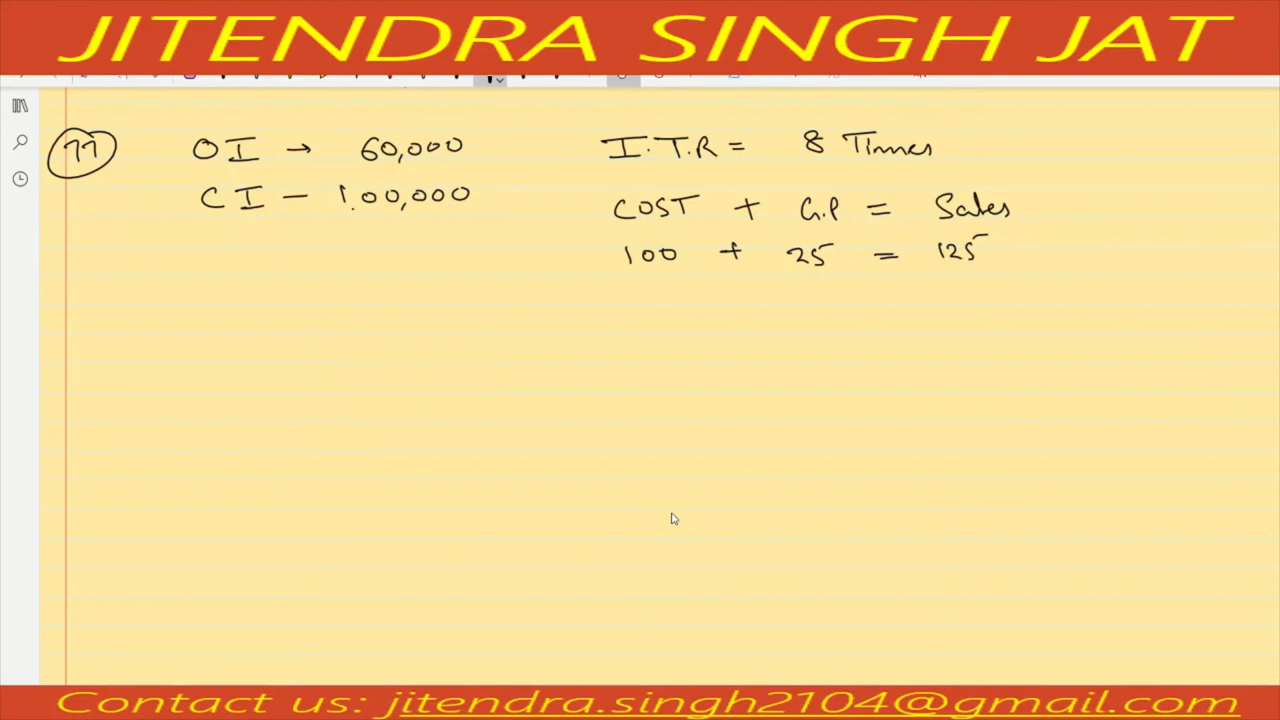 JITENDRA SINGH JAT
77 OI → 60,000 I.T.R = 8 Times
CI - 1,00,000
COST + G.P = Sales
100 + 25 = 125
Contact us: jitendra.singh2104@gmail.com